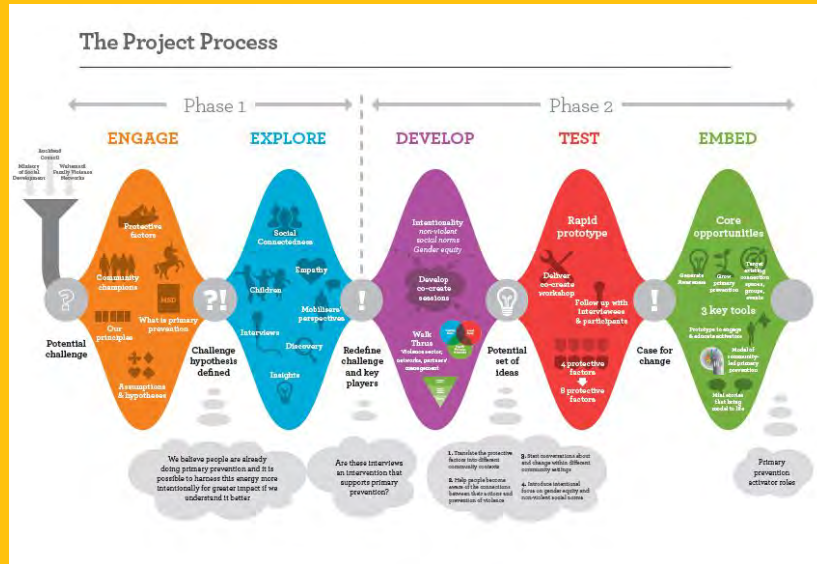 The Project Process
Phase 1
Phase 2
ENGAGE
EXPLORE
DEVELOP
TEST
EMBED
Auckland
Council
Ministry
of Social
Development
Waitematā
Family Violence
Networks
?
Potential
challenge
Protective
factors
Community
champions
MSD
What is primary
prevention
Our
principles
Assumptions
& hypotheses
?!
Challenge
hypothesis
defined
Social
Connectedness
Empathy
Children
Mobilisers'
perspectives
Interviews
Discovery
Insights
!
Redefine
challenge
and key
players
Intentionality
non-violent
social norms
Gender equity
Develop
co-create
sessions
Walk
Thrus
Violence sector,
networks, partners'
management
Potential
set of
ideas
Rapid
prototype
Deliver
co-create
workshop
Follow up with
interviewees
& participants
4 protective
factors
8 protective
factors
!
Case for
change
Core
opportunities
Generate
Awareness
Grow
primary
prevention
Target
existing
connection
spaces,
groups,
events
3 key tools
Prototype to engage
& educate activators
Model of
community-
led primary
prevention
Mini stories
that bring
model to life
We believe people are already
doing primary prevention and it is
possible to harness this energy more
intentionally for greater impact if we
understand it better
Are these interviews
an intervention that
supports primary
prevention?
1. Translate the protective
factors into different
community contexts
2. Help people become
aware of the connections
between their actions and
prevention of violence
3. Start conversations about
and change within different
community settings
4. Introduce intentional
focus on gender equity and
non-violent social norms
Primary
prevention
activator roles